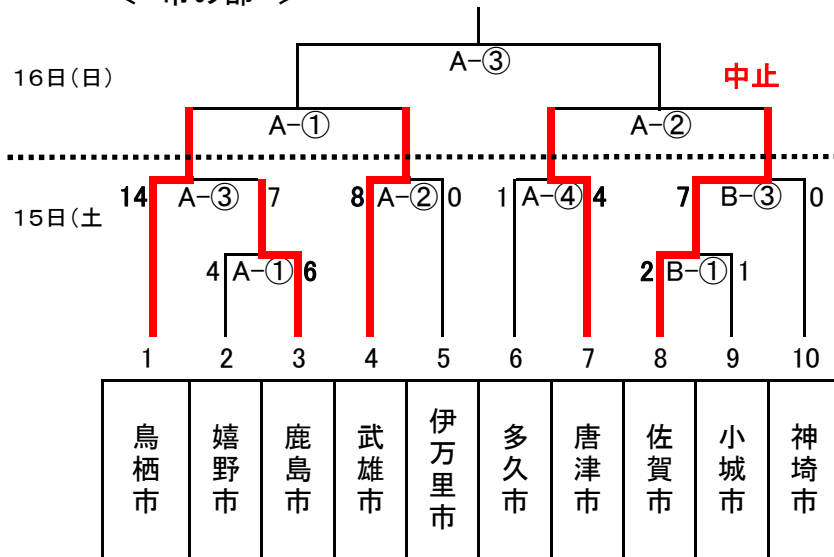 ＜ 市の部 ＞
A-③
16日(日)
中止
A-①
A-②
14 A-③ 7
8 A-② 0
1 A-④ 4
7 B-③ 0
15日(土
4 A-① 6
2 B-① 1
1 2 3 4 5 6 7 8 9 10
鳥栖市
嬉野市
鹿島市
武雄市
伊万里市
多久市
唐津市
佐賀市
小城市
神埼市